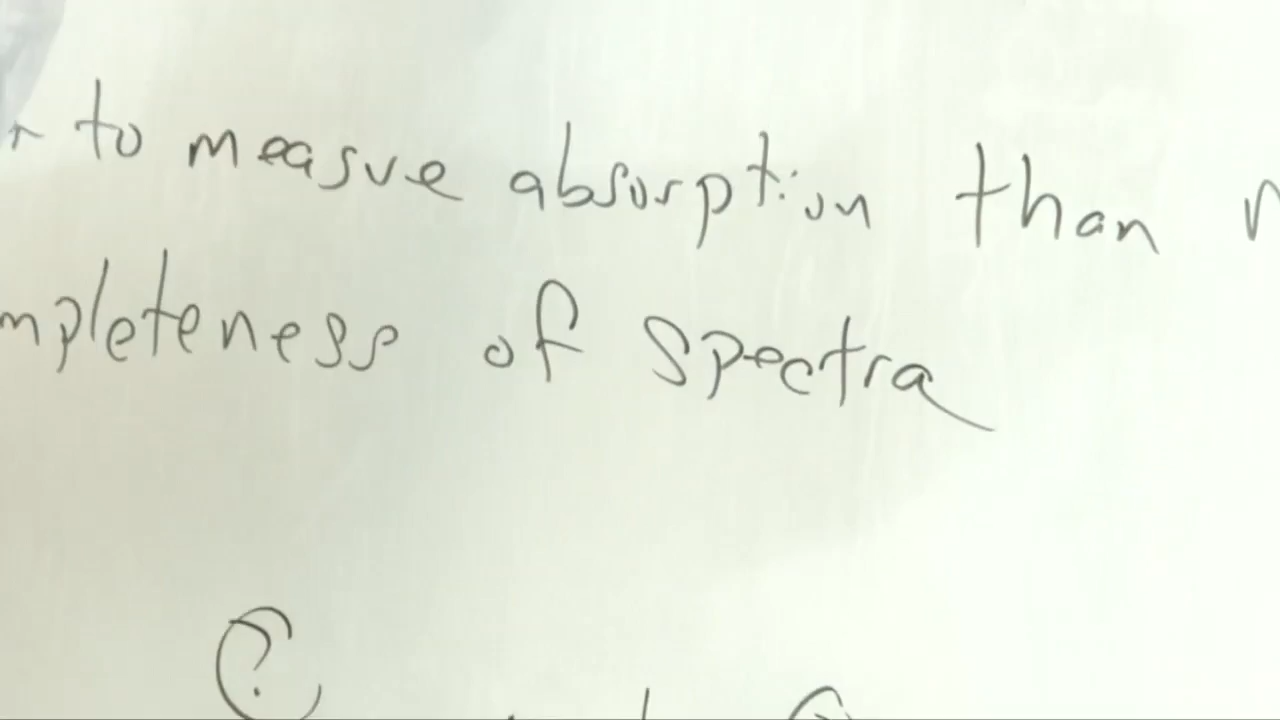 to measure absorption than
mpleteness of spectra
?